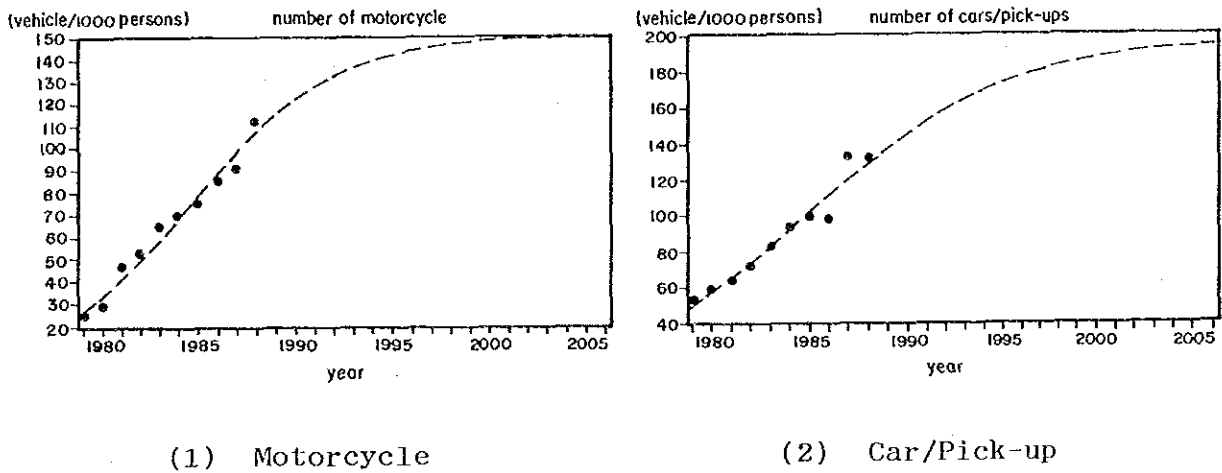 (vehicle/1000 persons) number of motorcycle
150
140
130
120
110
100
90
80
70
60
50
40
30
20
1980 1985 1990 1995 2000 2005
year
(1) Motorcycle
(vehicle/1000 persons) number of cars/pick-ups
200
180
160
140
120
100
80
60
40
1980 1985 1990 1995 2000 2005
year
(2) Car/Pick-up